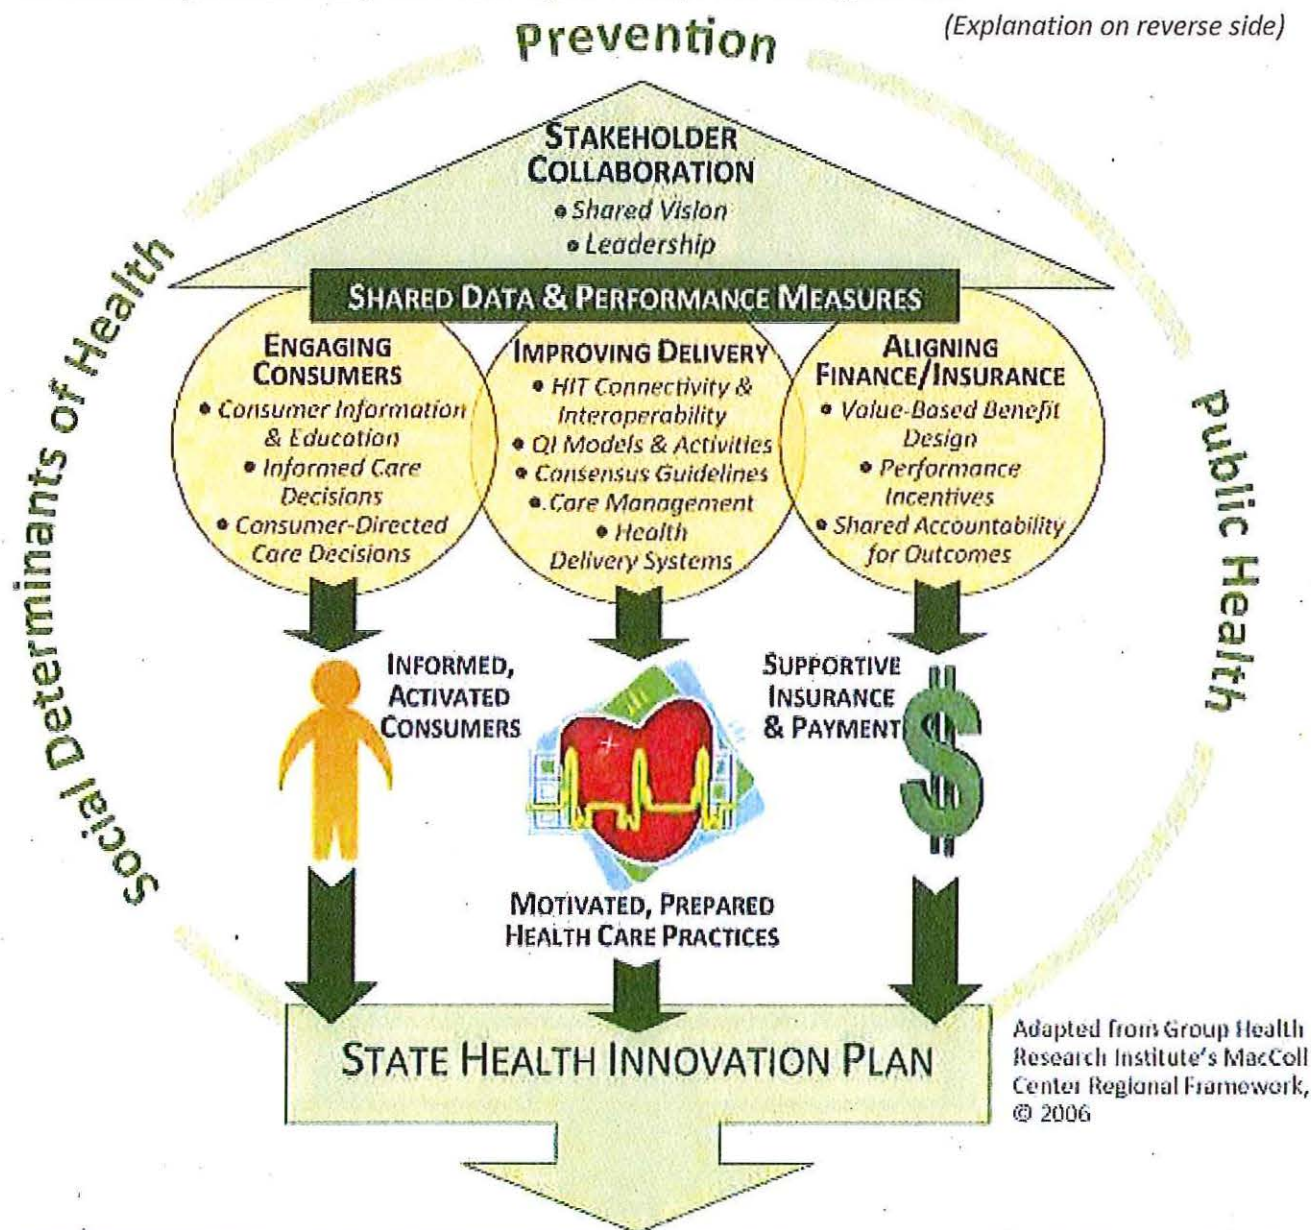 Prevention
(Explanation on reverse side)
STAKEHOLDER
COLLABORATION
• Shared Vision
• Leadership
Social Determinants of Health
Public Health
SHARED DATA & PERFORMANCE MEASURES
ENGAGING
CONSUMERS
• Consumer Information
& Education
• Informed Care
Decisions
• Consumer-Directed
Care Decisions
IMPROVING DELIVERY
• HIT Connectivity &
Interoperability
• QI Models & Activities
• Consensus Guidelines
• Care Management
• Health
Delivery Systems
ALIGNING
FINANCE/INSURANCE
• Value-Based Benefit
Design
• Performance
Incentives
• Shared Accountability
for Outcomes
INFORMED,
ACTIVATED
CONSUMERS
SUPPORTIVE
INSURANCE
& PAYMENT
$
MOTIVATED, PREPARED
HEALTH CARE PRACTICES
STATE HEALTH INNOVATION PLAN
Adapted from Group Health
Research Institute's MacColl
Center Regional Framework,
© 2006